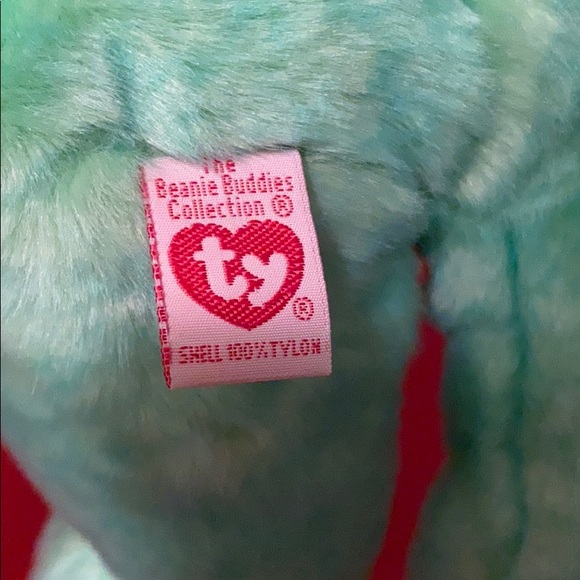 The
Beanie Buddies
Collection ®
ty
®
SHELL 100%TYLON